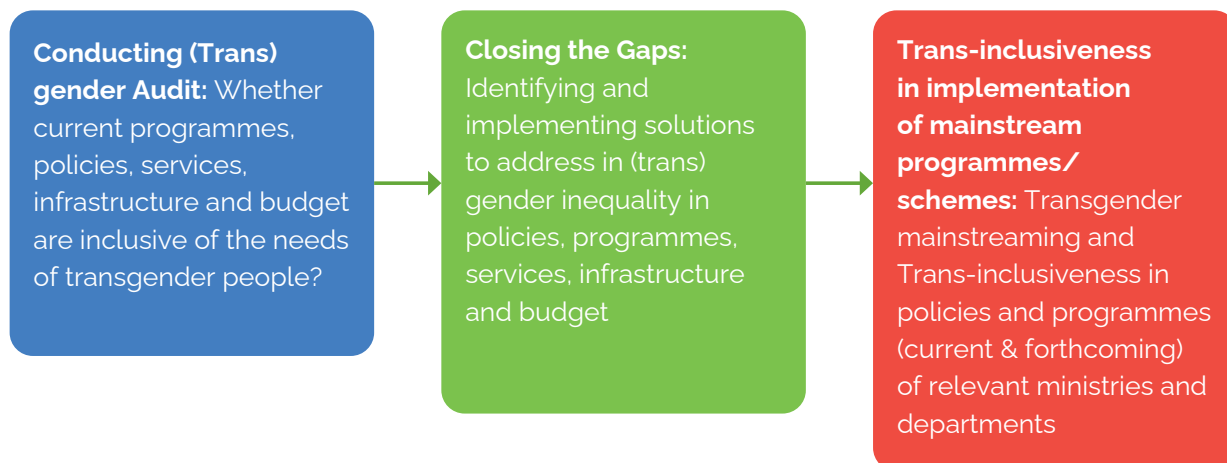 Conducting (Trans)
gender Audit: Whether
current programmes,
policies, services,
infrastructure and budget
are inclusive of the needs
of transgender people?
Closing the Gaps:
Identifying and
implementing solutions
to address in (trans)
gender inequality in
policies, programmes,
services, infrastructure
and budget
Trans-inclusiveness
in implementation
of mainstream
programmes/
schemes: Transgender
mainstreaming and
Trans-inclusiveness in
policies and programmes
(current & forthcoming)
of relevant ministries and
departments